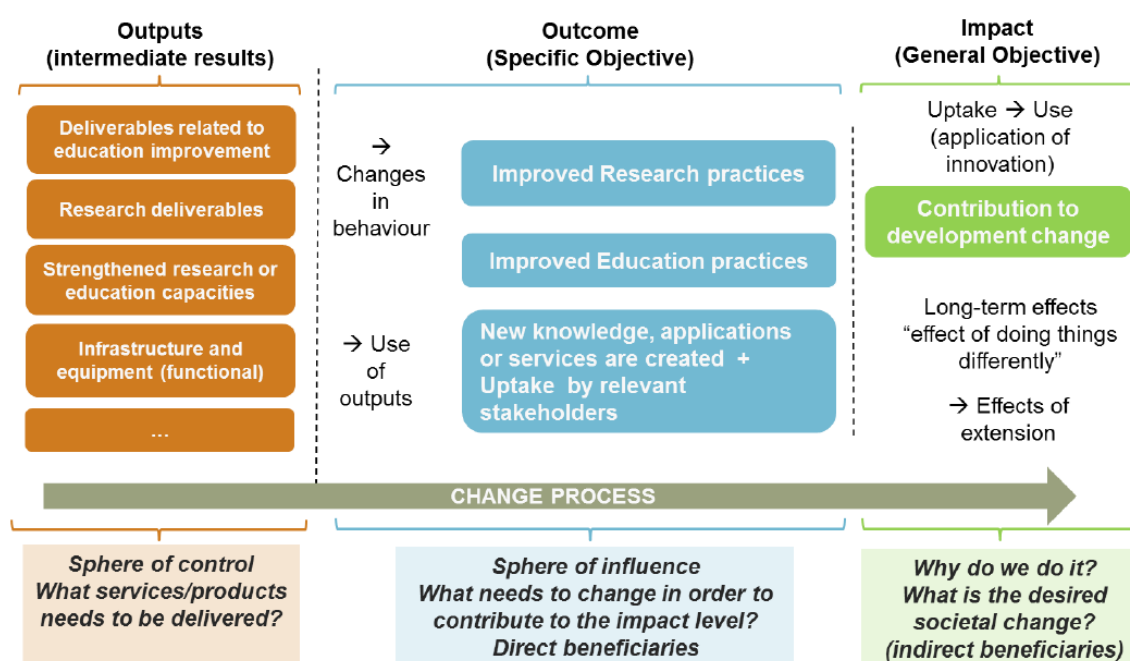 Outputs
(intermediate results)
Outcome
(Specific Objective)
Impact
(General Objective)
Deliverables related to
education improvement
Research deliverables
Strengthened research or
education capacities
Infrastructure and
equipment (functional)
...
→
Changes
in
behaviour
→ Use
of
outputs
Improved Research practices
Improved Education practices
New knowledge, applications
or services are created +
Uptake by relevant
stakeholders
Uptake → Use
(application of
innovation)
Contribution to
development change
Long-term effects
“effect of doing things
differently”
→ Effects of
extension
CHANGE PROCESS
Sphere of control
What services/products
needs to be delivered?
Sphere of influence
What needs to change in order to
contribute to the impact level?
Direct beneficiaries
Why do we do it?
What is the desired
societal change?
(indirect beneficiaries)